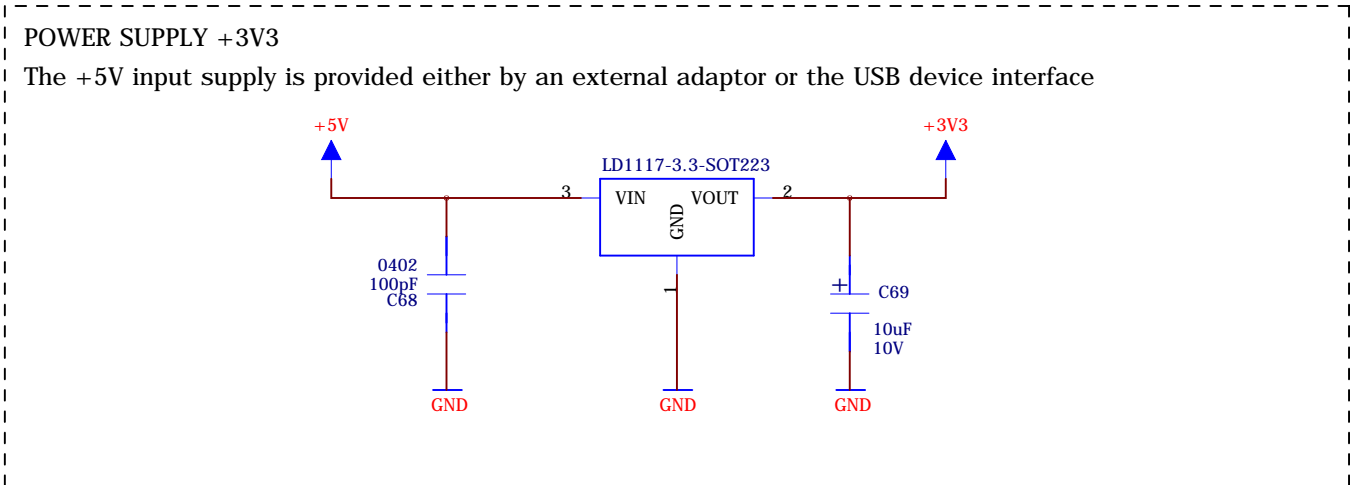 POWER SUPPLY +3V3
The +5V input supply is provided either by an external adaptor or the USB device interface
+5V
+3V3
LD1117-3.3-SOT223
3
VIN
VOUT
2
GND
0402
100pF
C68
1
+
C69
10uF
10V
GND
GND
GND